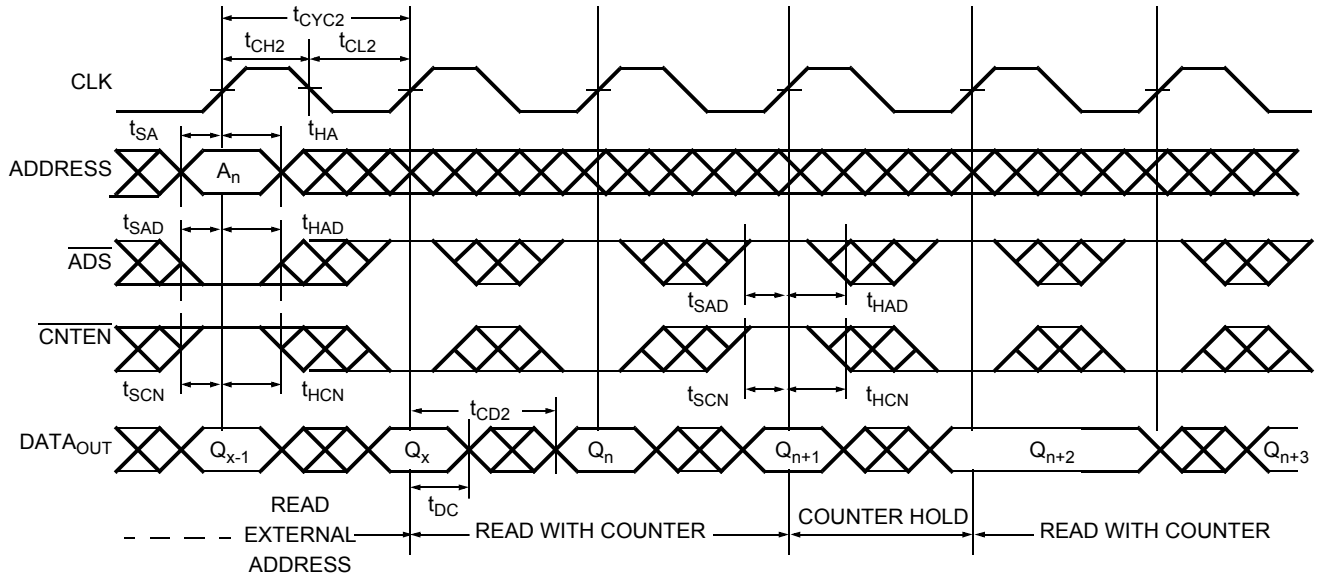 tCYC2
tCH2 tCL2
CLK
tSA tHA
ADDRESS An
tSAD tHAD
ADS
tSAD tHAD
CNTEN
tSCN tHCN tSCN tHCN
tCD2
DATAOUT Qx-1 Qx Qn Qn+1 Qn+2 Qn+3
tDC
READ EXTERNAL ADDRESS
READ WITH COUNTER
COUNTER HOLD
READ WITH COUNTER